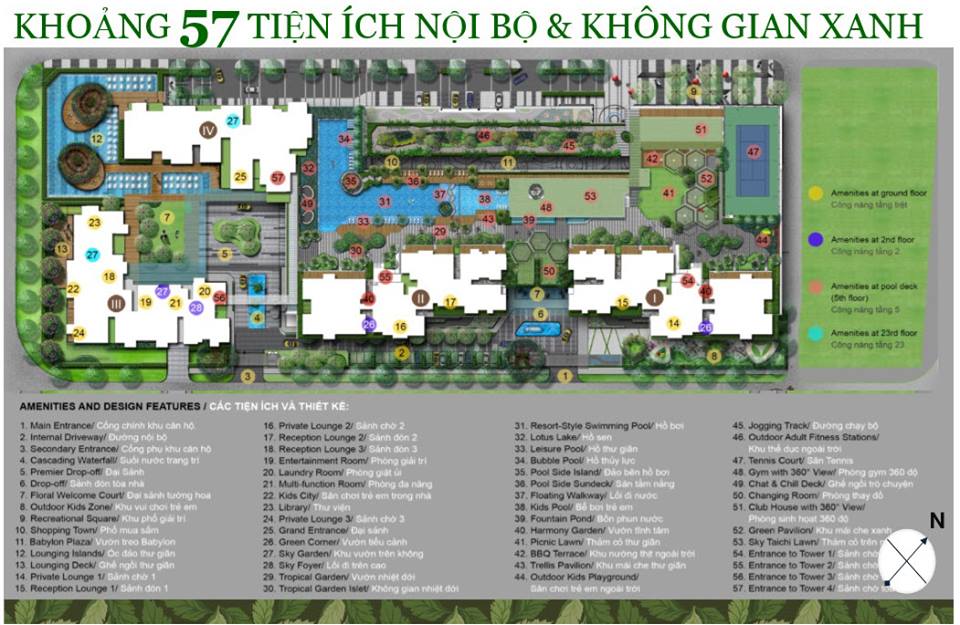 KHOẢNG 57 TIỆN ÍCH NỘI BỘ & KHÔNG GIAN XANH
Amenities at ground floor
Công năng tầng trệt
Amenities at 2nd floor
Công năng tầng 2
Amenities at pool deck
(5th floor)
Công năng tầng 5
Amenities at 23rd floor
Công năng tầng 23
AMENITIES AND DESIGN FEATURES / CÁC TIỆN ÍCH VÀ THIẾT KẾ:
1. Main Entrance/ Cổng chính khu căn hộ
2. Internal Driveway/ Đường nội bộ
3. Secondary Entrance/ Cổng phụ khu căn hộ
4. Cascading Waterfall/ Suối nước trang trí
5. Premier Drop-off/ Đại Sảnh
6. Drop-off/ Sảnh đón tòa nhà
7. Floral Welcome Court/ Đại sảnh tường hoa
8. Outdoor Kids Zone/ Khu vui chơi trẻ em
9. Recreational Square/ Khu phố giải trí
10. Shopping Town/ Phố mua sắm
11. Babylon Plaza/ Vườn treo Babylon
12. Lounging Islands/ Ốc đảo thư giãn
13. Lounging Deck/ Ghế ngồi thư giãn
14. Private Lounge 1/ Sảnh chờ 1
15. Reception Lounge 1/ Sảnh đón 1
16. Private Lounge 2/ Sảnh chờ 2
17. Reception Lounge 2/ Sảnh đón 2
18. Reception Lounge 3/ Sảnh đón 3
19. Entertainment Room/ Phòng giải trí
20. Laundry Room/ Phòng giặt ủi
21. Multi-function Room/ Phòng đa năng
22. Kids City/ Sân chơi trẻ em trong nhà
23. Library/ Thư viện
24. Private Lounge 3/ Sảnh chờ 3
25. Grand Entrance/ Đại sảnh
26. Green Corner/ Vườn tiểu cảnh
27. Sky Garden/ Khu vườn trên không
28. Sky Foyer/ Lối đi trên cao
29. Tropical Garden/ Vườn nhiệt đới
30. Tropical Garden Islet/ Không gian nhiệt đới
31. Resort-Style Swimming Pool/ Hồ bơi
32. Lotus Lake/ Hồ sen
33. Leisure Pool/ Hồ thư giãn
34. Bubble Pool/ Hồ thủy lực
35. Pool Side Island/ Đảo bên hồ bơi
36. Pool Side Sundeck/ Sân tắm nắng
37. Floating Walkway/ Lối đi nước
38. Kids Pool/ Bể bơi trẻ em
39. Fountain Pond/ Bồn phun nước
40. Harmony Garden/ Vườn tĩnh tâm
41. Picnic Lawn/ Thảm cỏ thư giãn
42. BBQ Terrace/ Khu nướng thịt ngoài trời
43. Trellis Pavilion/ Khu mái che thư giãn
44. Outdoor Kids Playground/
Sân chơi trẻ em ngoài trời
45. Jogging Track/ Đường chạy bộ
46. Outdoor Adult Fitness Stations/
Khu thể dục ngoài trời
47. Tennis Court/ Sân Tennis
48. Gym with 360° View/ Phòng gym 360 độ
49. Chat & Chill Deck/ Ghế ngồi trò chuyện
50. Changing Room/ Phòng thay đồ
51. Club House with 360° View/
Phòng sinh hoạt 360 độ
52. Green Pavilion/ Khu mái che xanh
53. Sky Taichi Lawn/ Thảm cỏ trên
54. Entrance to Tower 1/ Sảnh chờ
55. Entrance to Tower 2/ Sảnh chờ
56. Entrance to Tower 3/ Sảnh chờ
57. Entrance to Tower 4/ Sảnh chờ
N